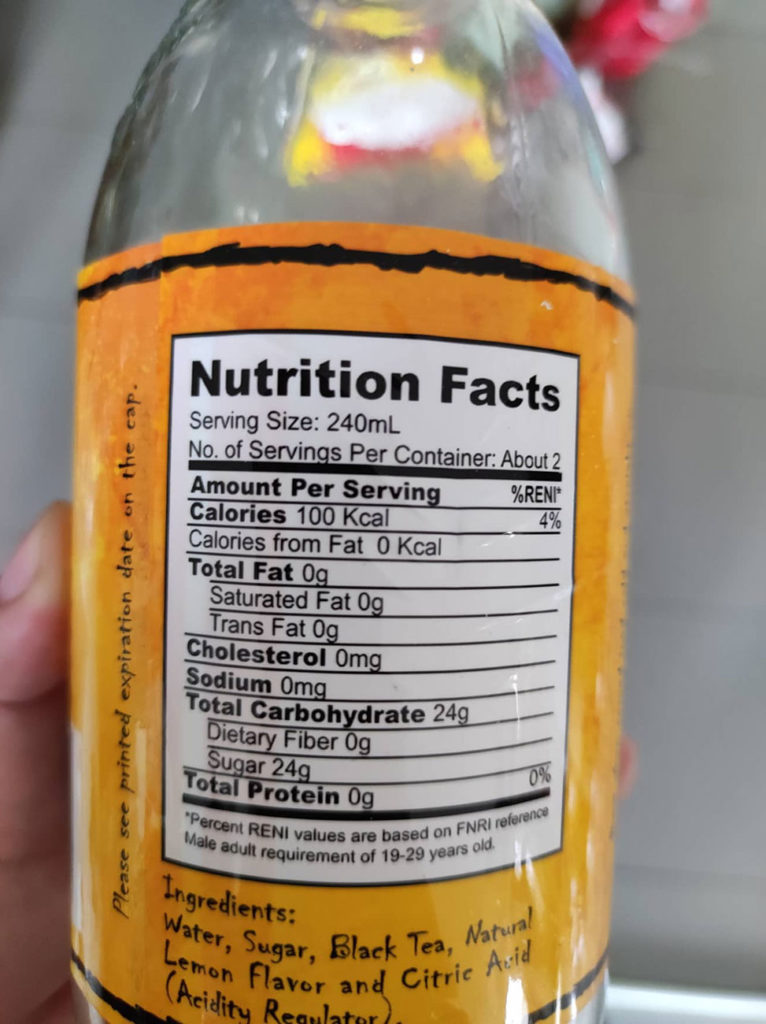 Nutrition Facts
Serving Size: 240mL
No. of Servings Per Container: About 2
Amount Per Serving %RENI*
Calories 100 Kcal 4%
Calories from Fat 0 Kcal
Total Fat 0g
Saturated Fat 0g
Trans Fat 0g
Cholesterol 0mg
Sodium 0mg
Total Carbohydrate 24g
Dietary Fiber 0g
Sugar 24g
Total Protein 0g 0%
*Percent RENI values are based on FNRI reference
Male adult requirement of 19-29 years old.
Ingredients:
Water, Sugar, Black Tea, Natural
Lemon Flavor and Citric Acid
(Acidity Regulator).
Please see printed expiration date on the cap.